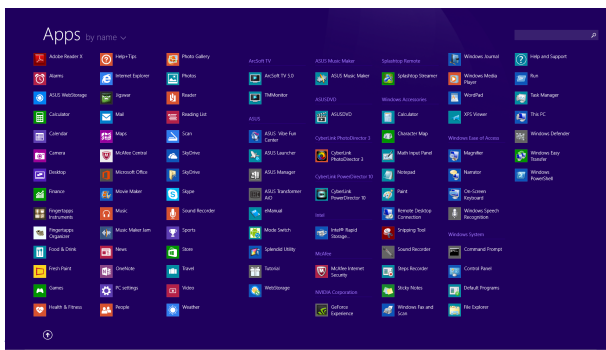 Apps by name
Adobe Reader X
Alarms
ASUS WebStorage
Calculator
Calendar
Camera
Desktop
Finance
Fingertapps
Instruments
Fingertapps
Organizer
Food & Drink
Fresh Paint
Games
Health & Fitness
Help+Tips
Internet Explorer
Jigswar
Mail
Maps
McAfee Central
Microsoft Office
Movie Maker
Music
Music Maker Jam
News
OneNote
PC settings
People
Photo Gallery
Photos
Reader
Reading List
Scan
SkyDrive
SkyDrive
Skype
Sound Recorder
Sports
Store
Travel
Video
Weather
ArcSoft TV
ArcSoft TV 5.0
TMMonitor
ASUS
ASUS Vibe Fun
Center
ASUS Launcher
ASUS Manager
ASUS Transformer
AiO
eManual
Mode Switch
Splendid Utility
Tutorial
WebStorage
ASUS Music Maker
ASUS Music Maker
ASUSDVD
ASUSDVD
CyberLink PhotoDirector 3
CyberLink
PhotoDirector 3
CyberLink PowerDirector 10
CyberLink
PowerDirector 10
Intel
Intel® Rapid
Storage...
McAfee
McAfee Internet
Security
NVIDIA Corporation
GeForce
Experience
Splashtop Remote
Splashtop Streamer
Windows Accessories
Calculator
Character Map
Math Input Panel
Notepad
Paint
Remote Desktop
Connection
Snipping Tool
Sound Recorder
Steps Recorder
Sticky Notes
Windows Fax and
Scan
Windows Journal
Windows Media
Player
WordPad
XPS Viewer
Windows Ease of Access
Magnifier
Narrator
On-Screen
Keyboard
Windows Speech
Recognition
Windows System
Command Prompt
Control Panel
Default Programs
File Explorer
Help and Support
Run
Task Manager
This PC
Windows Defender
Windows Easy
Transfer
Windows
PowerShell